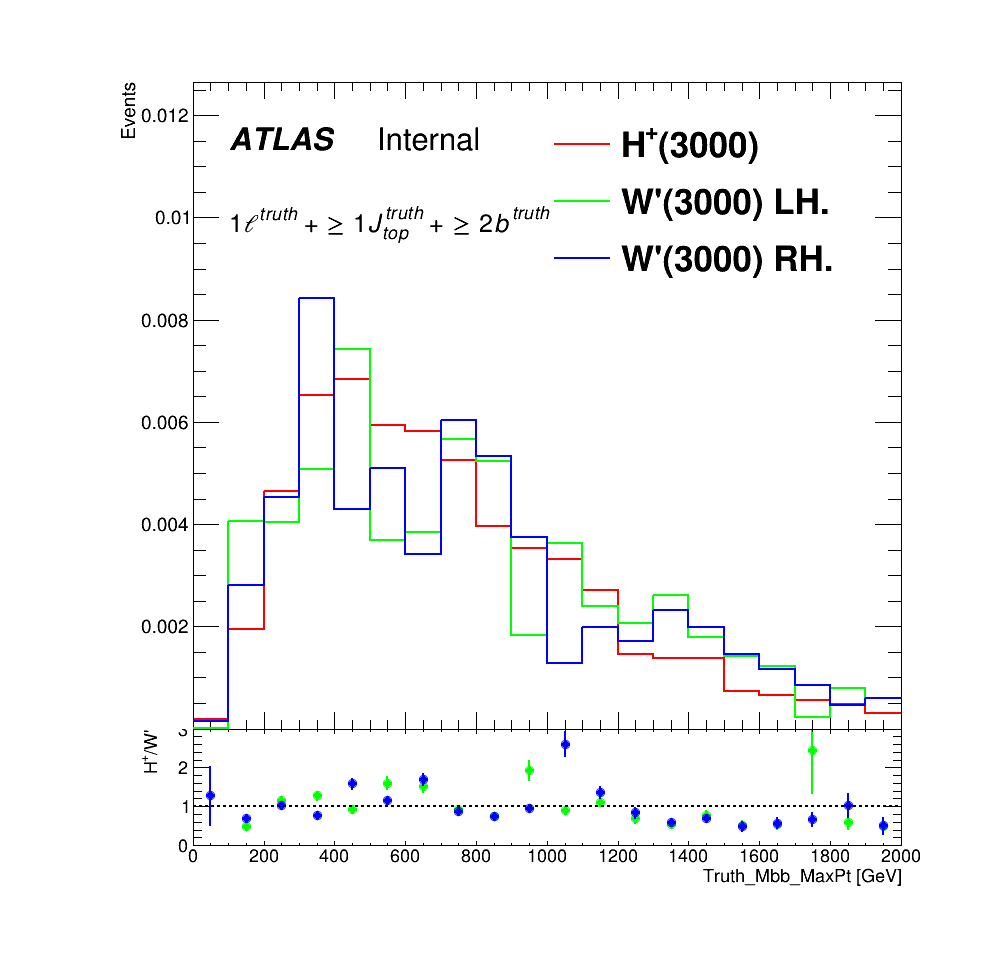 Events
0.012
0.01
0.008
0.006
0.004
0.002
ATLAS Internal
1ℓ^truth + ≥ 1J_top^truth + ≥ 2b^truth
H⁺(3000)
W'(3000) LH.
W'(3000) RH.
H⁺/W'
3
2
1
0
0 200 400 600 800 1000 1200 1400 1600 1800 2000
Truth_Mbb_MaxPt [GeV]